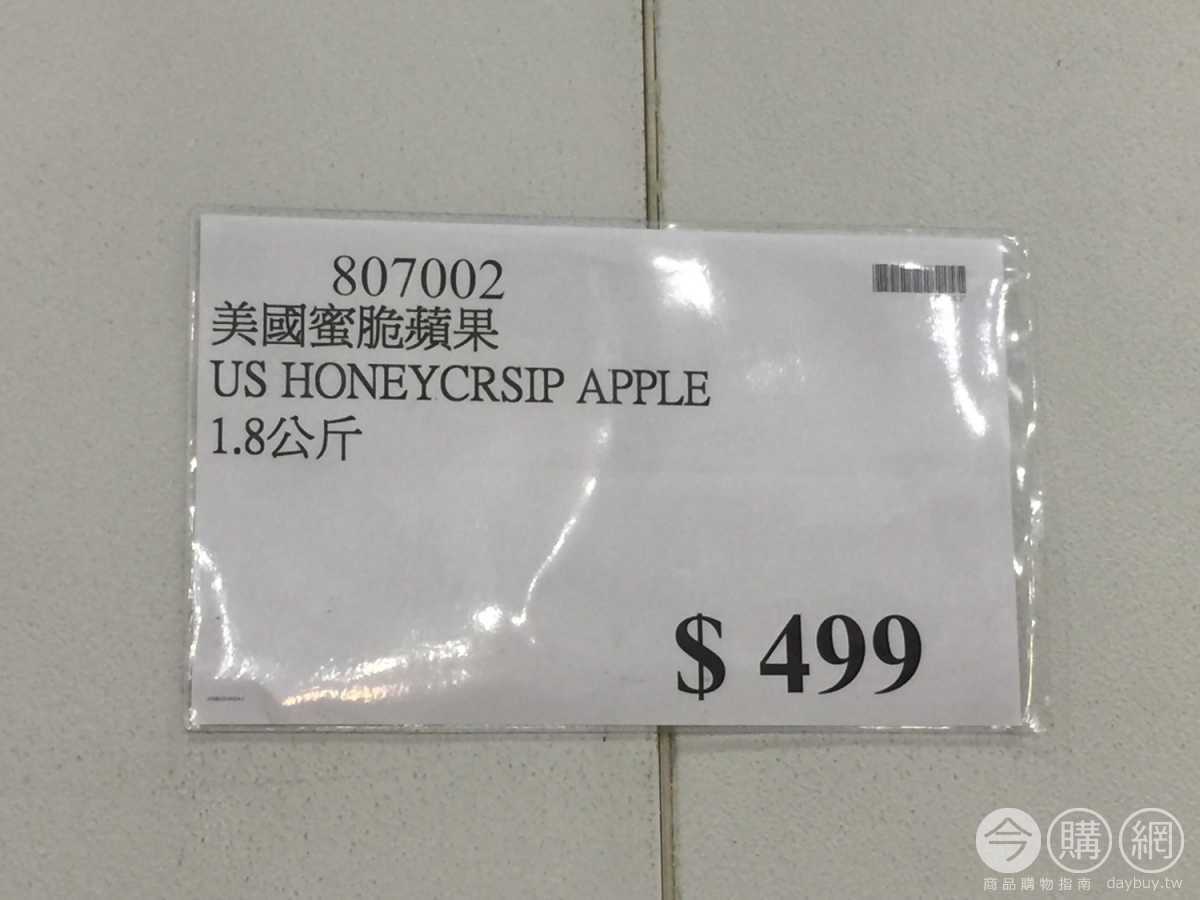 807002
美國蜜脆蘋果
US HONEYCRSIP APPLE
1.8公斤
$ 499
今購網
商品購物指南 daybuy.tw